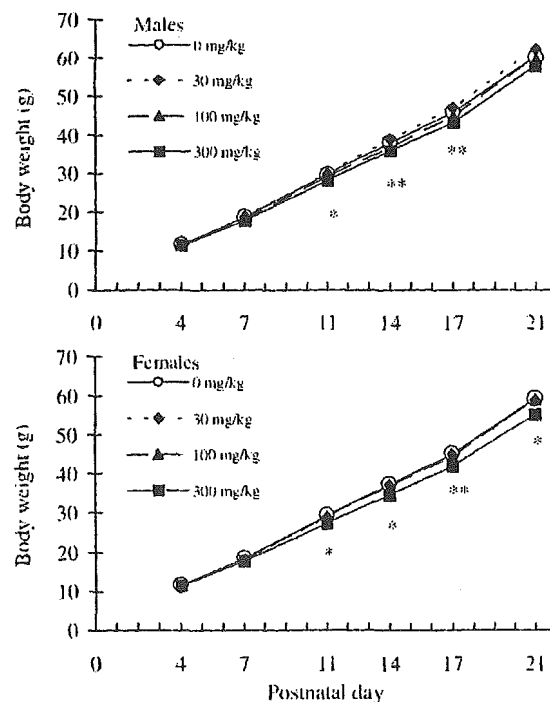 Males
0 mg/kg
30 mg/kg
100 mg/kg
300 mg/kg
Body weight (g)
70
60
50
40
30
20
10
0
* ** **
0 4 7 11 14 17 21
Females
0 mg/kg
30 mg/kg
100 mg/kg
300 mg/kg
Body weight (g)
70
60
50
40
30
20
10
0
* * ** *
0 4 7 11 14 17 21
Postnatal day